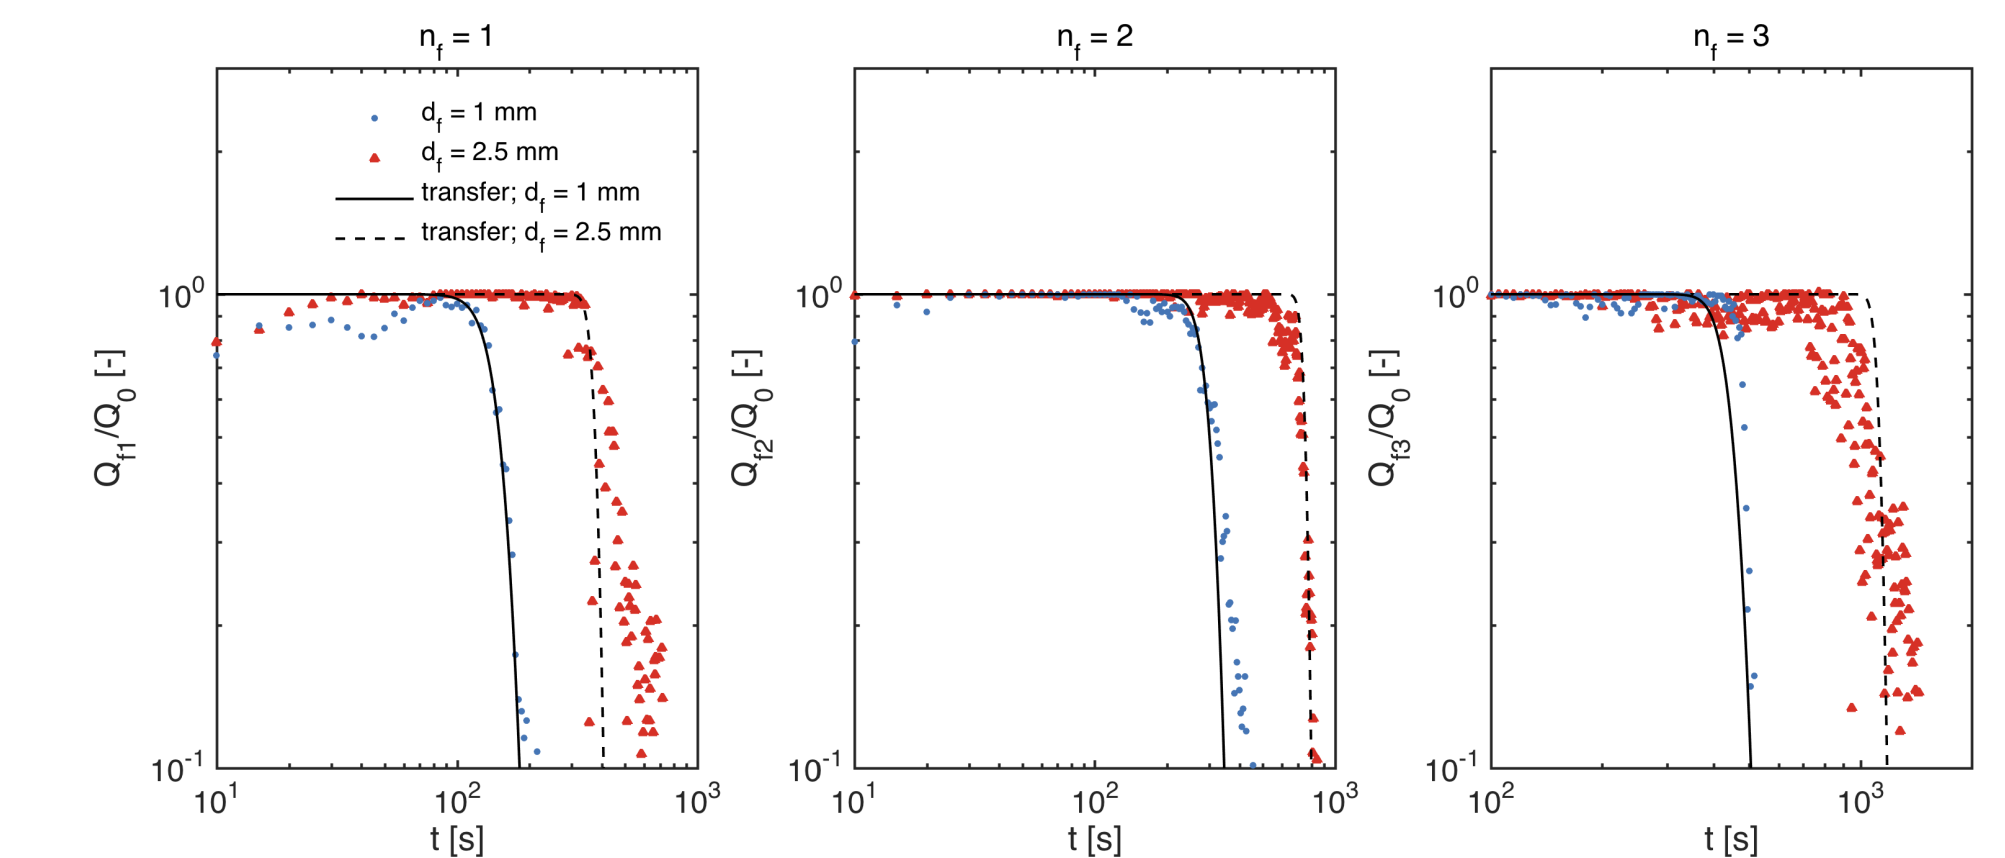 n_f = 1
n_f = 2
n_f = 3
d_f = 1 mm
d_f = 2.5 mm
transfer; d_f = 1 mm
transfer; d_f = 2.5 mm
Q_f1/Q_0 [-]
10^0
10^-1
10^1
10^2
10^3
t [s]
Q_f2/Q_0 [-]
10^0
10^-1
10^1
10^2
10^3
t [s]
Q_f3/Q_0 [-]
10^0
10^-1
10^2
10^3
t [s]